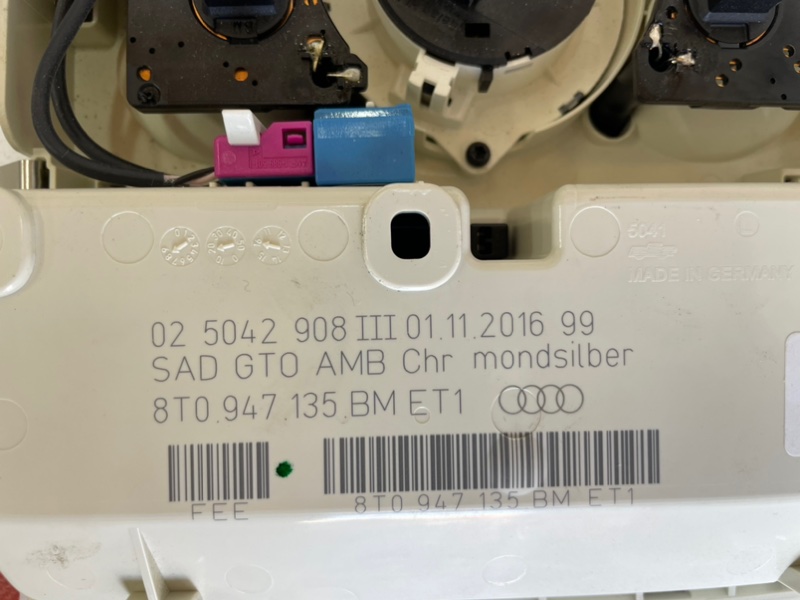 5041
MADE IN GERMANY
02 5042 908 III 01.11.2016 99
SAD GTO AMB Chr mondsilber
8T0.947.135.BM ET1
FEE
8T0 947 135 BM ET1